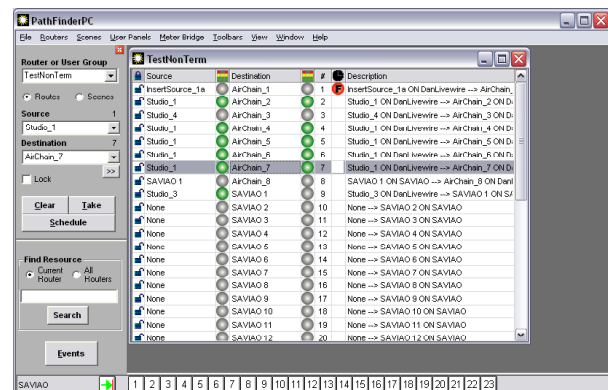 PathFinderPC
File Routers Scenes User Panels Meter Bridge Toolbars View Window Help
Router or User Group
TestNonTerm
Routes Scenes
Source 1
Studio_1
Destination 7
AirChain_7
>>
Lock
Clear Take
Schedule
Find Resource
Current Router
All Routers
Search
Events
SAVIAO
TestNonTerm
Source Destination # Description
InsertSource_1a AirChain_1 1 F InsertSource_1a ON DanLivewire --> AirChain_
Studio_1 AirChain_2 2 Studio_1 ON DanLivewire --> AirChain_2 ON D
Studio_4 AirChain_3 3 Studio_4 ON DanLivewire --> AirChain_3 ON D
Studio_1 AirChain_4 4 Studio_1 ON DanLivewire --> AirChain_4 ON D
Studio_1 AirChain_5 5 Studio_1 ON DanLivewire --> AirChain_5 ON D
Studio_1 AirChain_6 6 Studio_1 ON DanLivewire --> AirChain_6 ON D
Studio_1 AirChain_7 7 Studio_1 ON DanLivewire --> AirChain_7 ON D
SAVIAO 1 AirChain_8 8 SAVIAO 1 ON SAVIAO --> AirChain_8 ON Danl
Studio_3 SAVIAO 1 9 Studio_3 ON DanLivewire --> SAVIAO 1 ON SA
None SAVIAO 2 10 None --> SAVIAO 2 ON SAVIAO
None SAVIAO 3 11 None --> SAVIAO 3 ON SAVIAO
None SAVIAO 4 12 None --> SAVIAO 4 ON SAVIAO
None SAVIAO 5 13 None --> SAVIAO 5 ON SAVIAO
None SAVIAO 6 14 None --> SAVIAO 6 ON SAVIAO
None SAVIAO 7 15 None --> SAVIAO 7 ON SAVIAO
None SAVIAO 8 16 None --> SAVIAO 8 ON SAVIAO
None SAVIAO 9 17 None --> SAVIAO 9 ON SAVIAO
None SAVIAO 10 18 None --> SAVIAO 10 ON SAVIAO
None SAVIAO 11 19 None --> SAVIAO 11 ON SAVIAO
None SAVIAO 12 20 None --> SAVIAO 12 ON SAVIAO
1 2 3 4 5 6 7 8 9 10 11 12 13 14 15 16 17 18 19 20 21 22 23